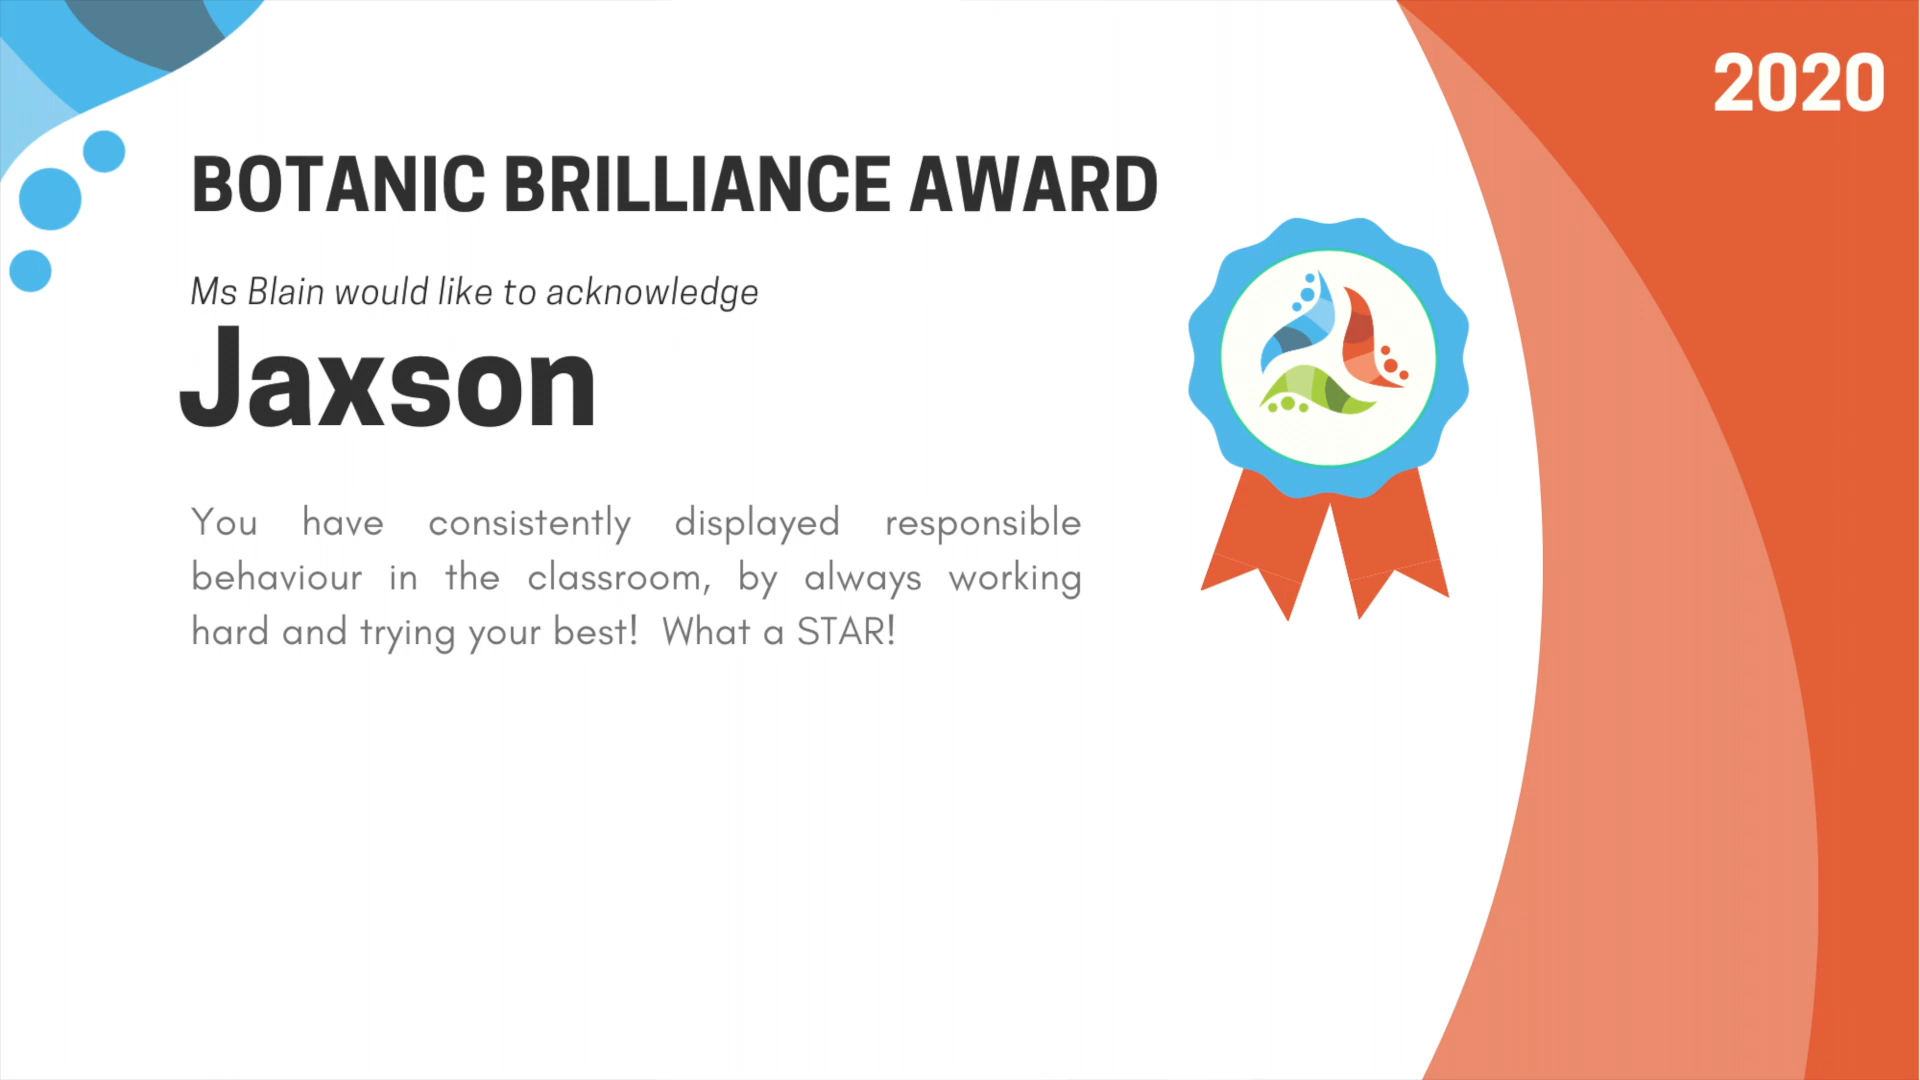 2020
BOTANIC BRILLIANCE AWARD
Ms Blain would like to acknowledge
Jaxson
You have consistently displayed responsible
behaviour in the classroom, by always working
hard and trying your best!  What a STAR!